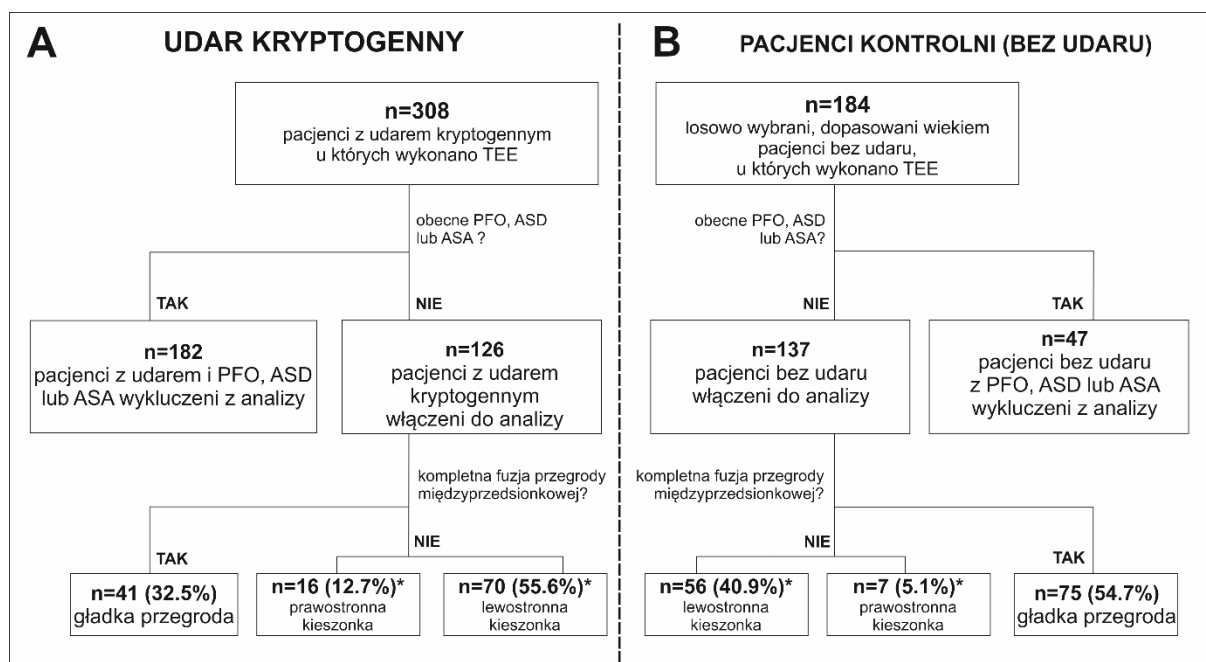 A
UDAR KRYPTOGENNY
n=308
pacjenci z udarem kryptogennym
u których wykonano TEE
obecne PFO, ASD
lub ASA ?
TAK
NIE
n=182
pacjenci z udarem i PFO, ASD
lub ASA wykluczeni z analizy
n=126
pacjenci z udarem
kryptogennym
włączeni do analizy
kompletna fuzja przegrody
międzyprzedsionkowej?
TAK
NIE
n=41 (32.5%)
gładka przegroda
n=16 (12.7%)*
prawostronna
kieszonka
n=70 (55.6%)*
lewostronna
kieszonka
B
PACJENCI KONTROLNI (BEZ UDARU)
n=184
losowo wybrani, dopasowani wiekiem
pacjenci bez udaru,
u których wykonano TEE
obecne PFO, ASD
lub ASA?
NIE
TAK
n=137
pacjenci bez udaru
włączeni do analizy
n=47
pacjenci bez udaru
z PFO, ASD lub ASA
wykluczeni z analizy
kompletna fuzja przegrody
międzyprzedsionkowej?
NIE
TAK
n=56 (40.9%)*
lewostronna
kieszonka
n=7 (5.1%)*
prawostronna
kieszonka
n=75 (54.7%)
gładka przegroda